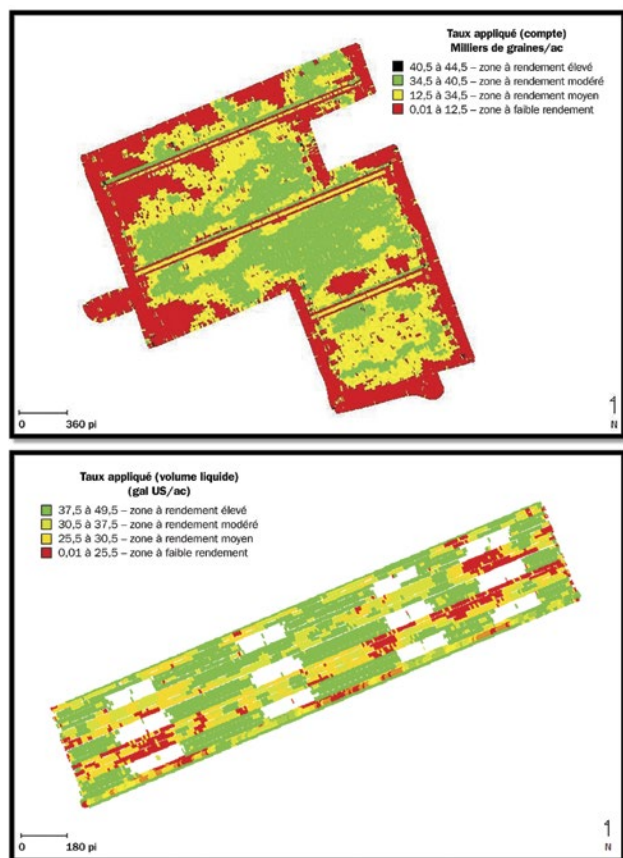 Taux appliqué (compte)
Milliers de graines/ac
40,5 à 44,5 – zone à rendement élevé
34,5 à 40,5 – zone à rendement modéré
12,5 à 34,5 – zone à rendement moyen
0,01 à 12,5 – zone à faible rendement
0 360 pi
N
Taux appliqué (volume liquide)
(gal US/ac)
37,5 à 49,5 – zone à rendement élevé
30,5 à 37,5 – zone à rendement modéré
25,5 à 30,5 – zone à rendement moyen
0,01 à 25,5 – zone à faible rendement
0 180 pi
N